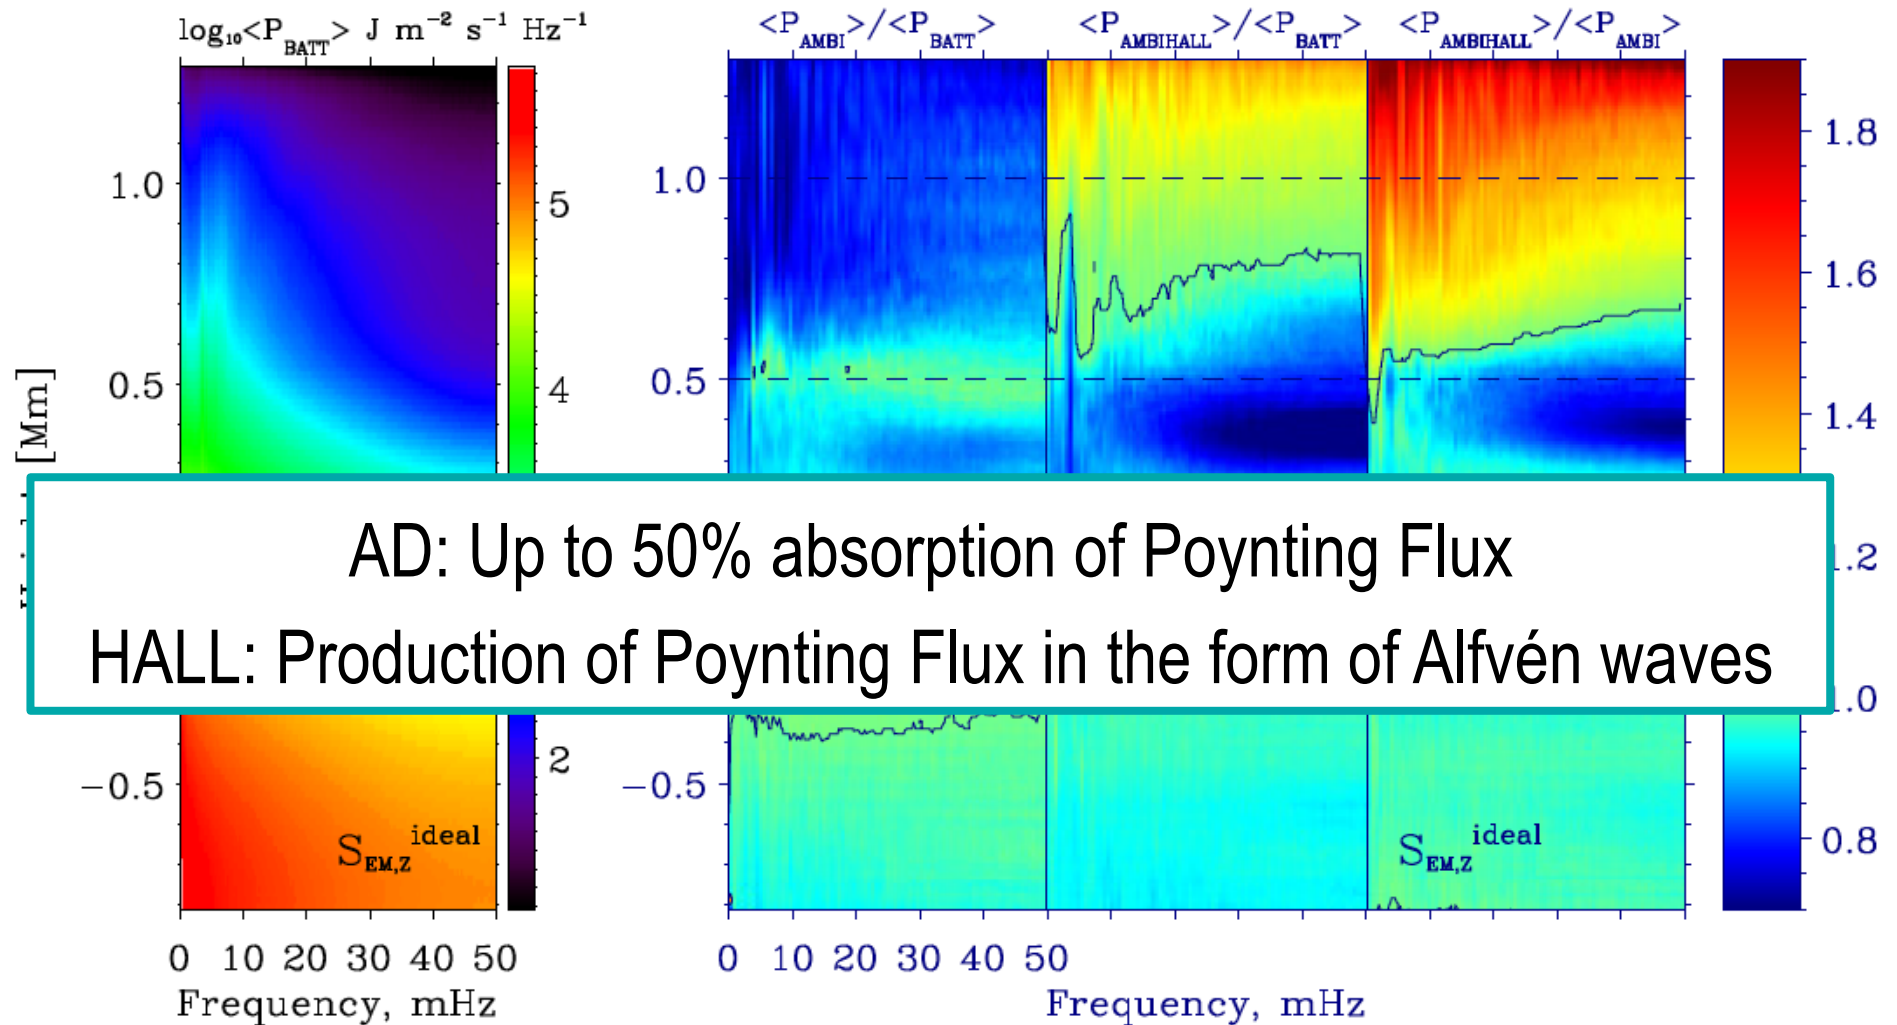 log₁₀<P_BATT> J m⁻² s⁻¹ Hz⁻¹
<P_AMBI>/<P_BATT>
<P_AMBIHALL>/<P_BATT>
<P_AMBIHALL>/<P_AMBI>
1.0
0.5
−0.5
[Mm]
5
4
2
1.0
0.5
−0.5
1.8
1.6
1.4
.2
.0
0.8
AD: Up to 50% absorption of Poynting Flux
HALL: Production of Poynting Flux in the form of Alfvén waves
S_EM,Z^ideal
S_EM,Z^ideal
0 10 20 30 40 50
Frequency, mHz
0 10 20 30 40 50
Frequency, mHz